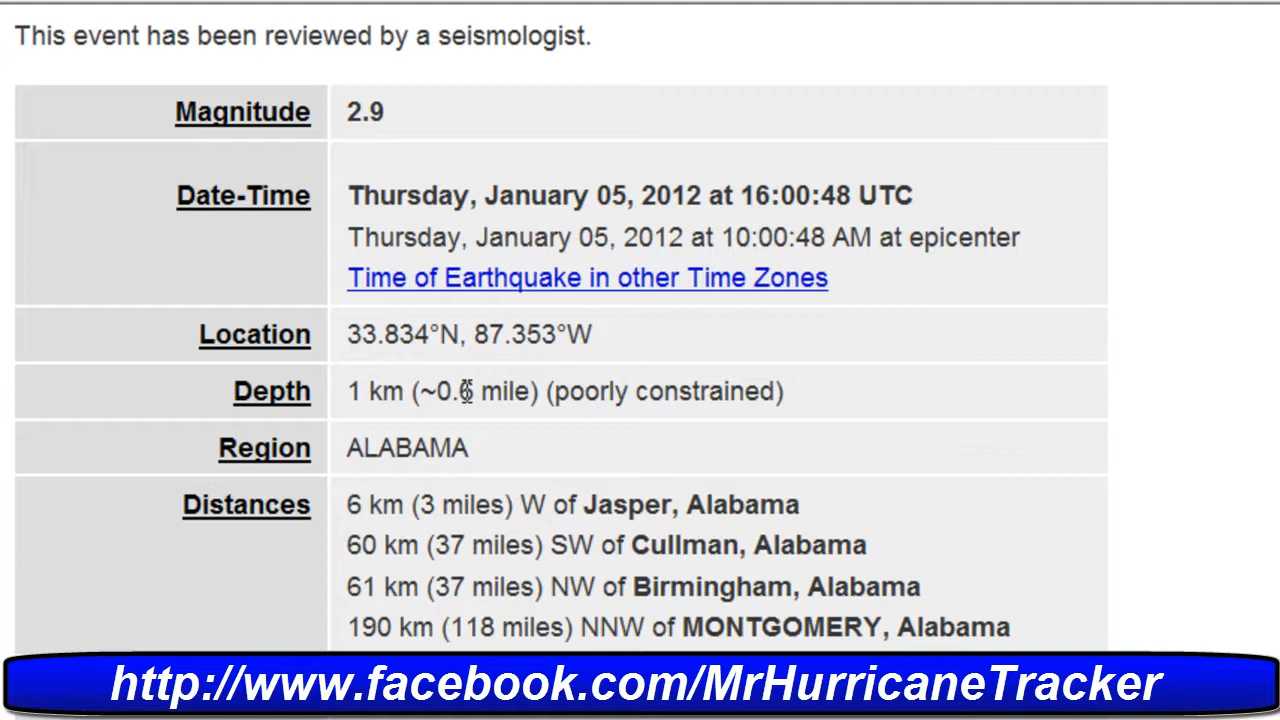 This event has been reviewed by a seismologist.
Magnitude 2.9
Date-Time Thursday, January 05, 2012 at 16:00:48 UTC
Thursday, January 05, 2012 at 10:00:48 AM at epicenter
Time of Earthquake in other Time Zones
Location 33.834°N, 87.353°W
Depth 1 km (~0.6 mile) (poorly constrained)
Region ALABAMA
Distances 6 km (3 miles) W of Jasper, Alabama
60 km (37 miles) SW of Cullman, Alabama
61 km (37 miles) NW of Birmingham, Alabama
190 km (118 miles) NNW of MONTGOMERY, Alabama
http://www.facebook.com/MrHurricaneTracker